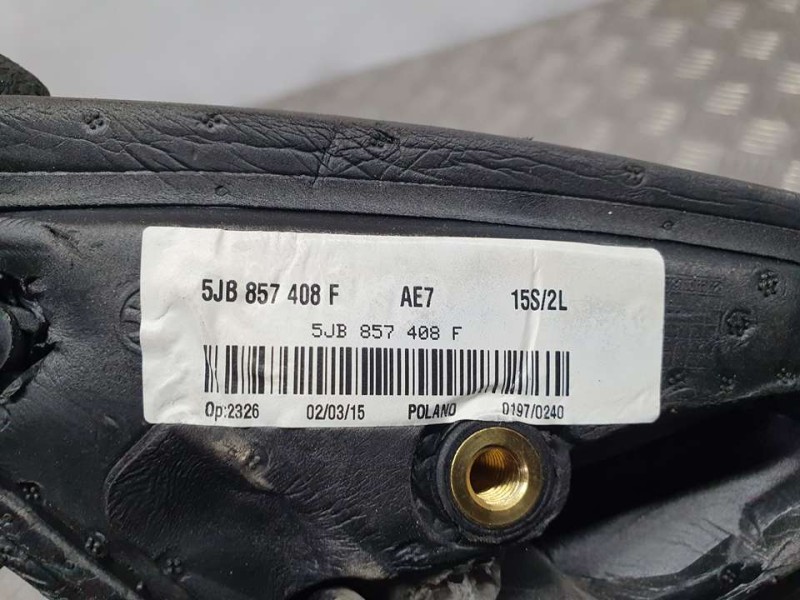 5JB 857 408 F AE7 15S/2L
5JB 857 408 F
Op:2326 02/03/15 POLAND 0197/0240